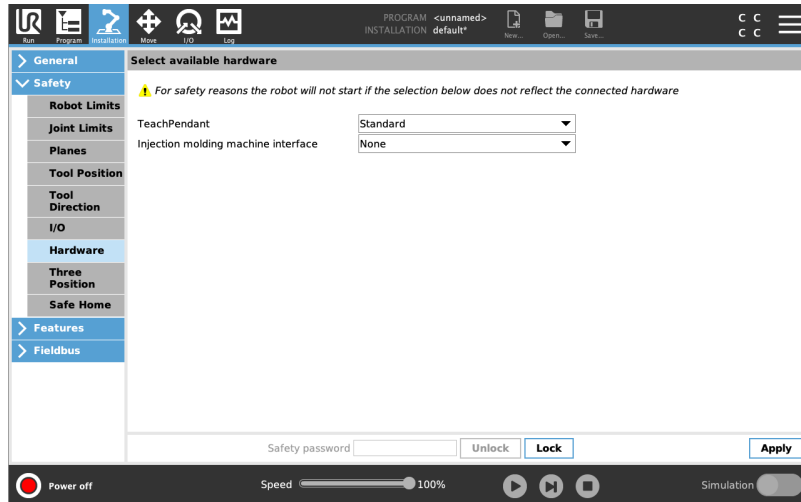 UR
Run
Program
Installation
Move
I/O
Log
PROGRAM <unnamed>
INSTALLATION default*
New...
Open...
Save...
C C
C C
General
Safety
Robot Limits
Joint Limits
Planes
Tool Position
Tool
Direction
I/O
Hardware
Three
Position
Safe Home
Features
Fieldbus
Select available hardware
For safety reasons the robot will not start if the selection below does not reflect the connected hardware
TeachPendant Standard
Injection molding machine interface None
Safety password Unlock Lock Apply
Power off Speed 100% Simulation